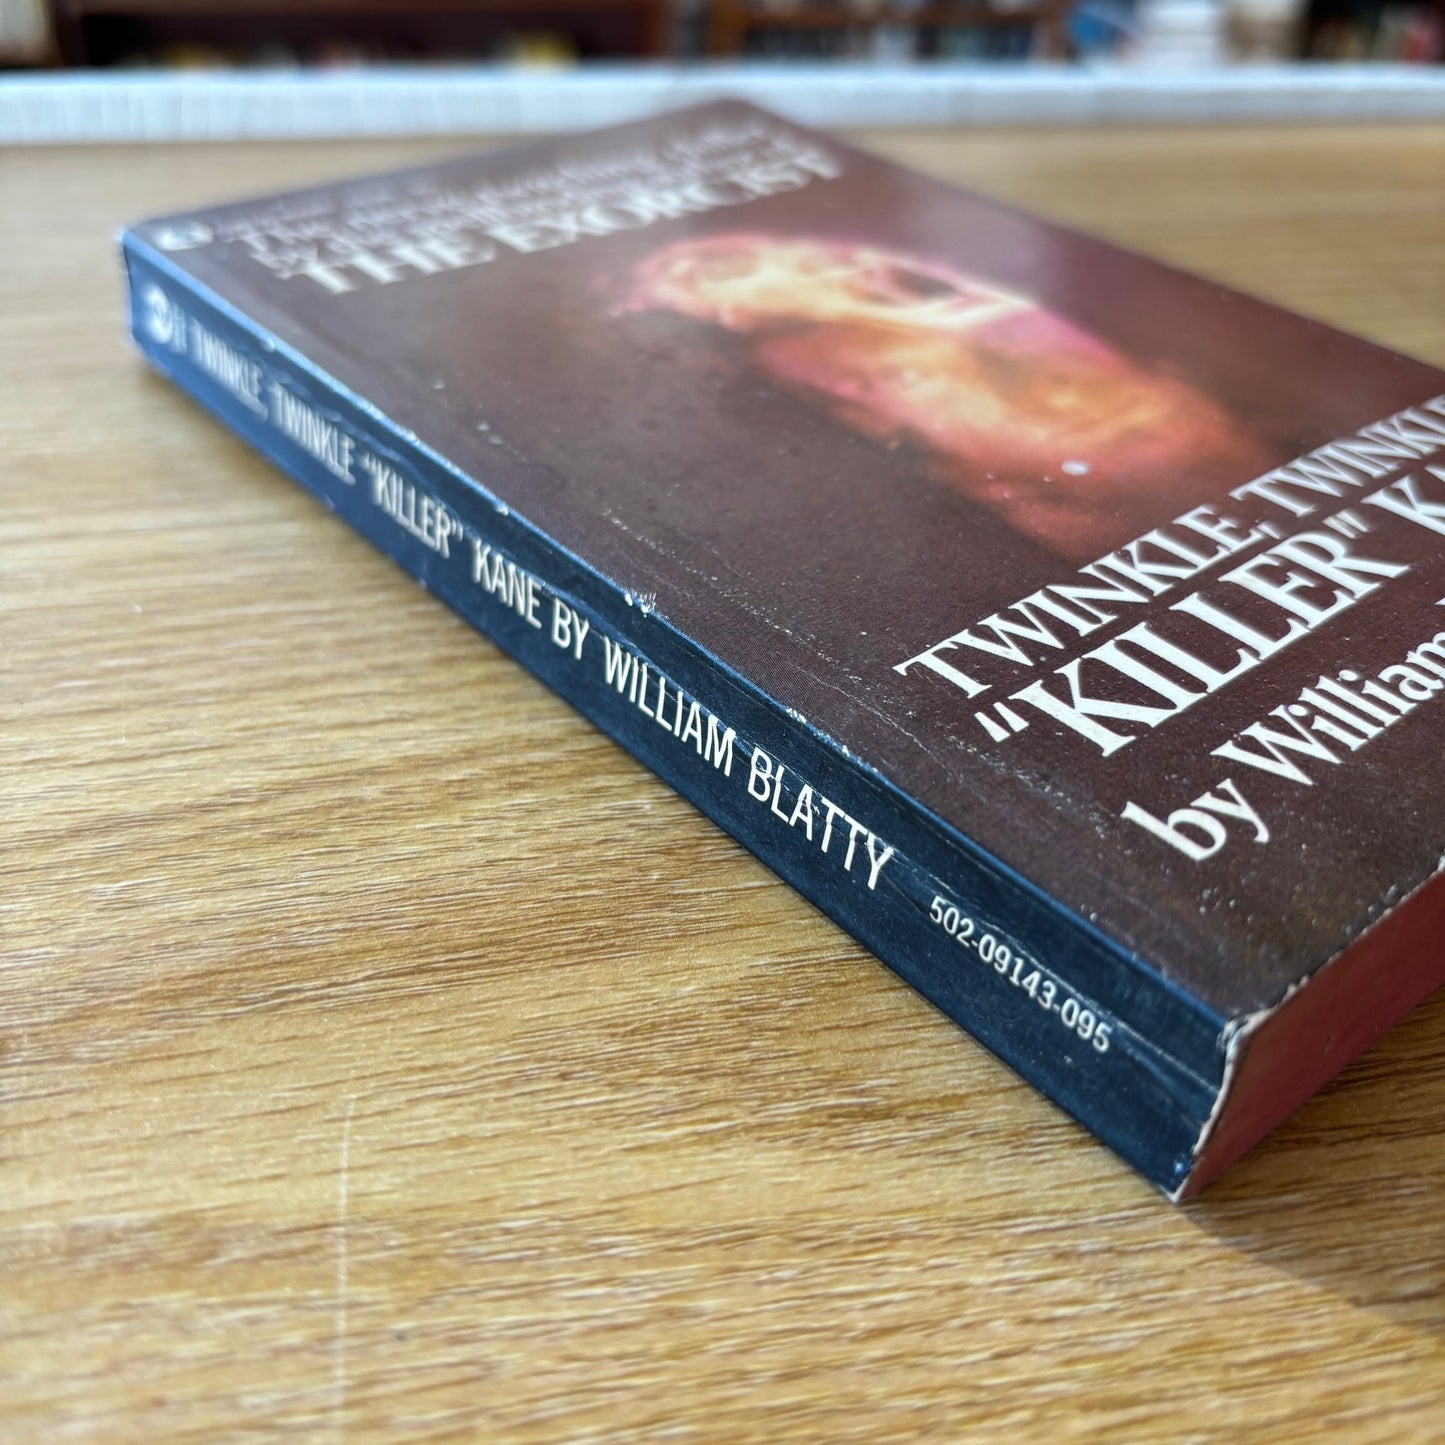 THE EXORCIST
TWINKLE, TWINKLE
"KILLER"
by William
TWINKLE, TWINKLE "KILLER" KANE BY WILLIAM BLATTY 502-09143-095